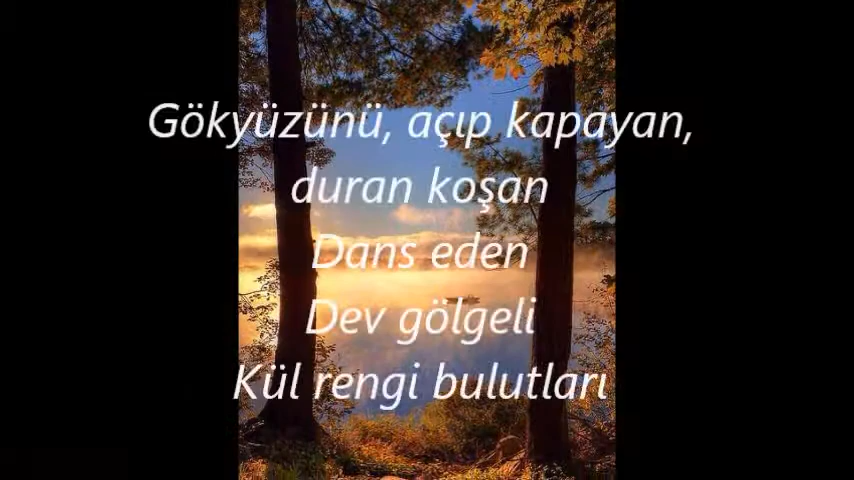 Gökyüzünü, açıp kapayan,
duran koşan
Dans eden
Dev gölgeli
Kül rengi bulutları